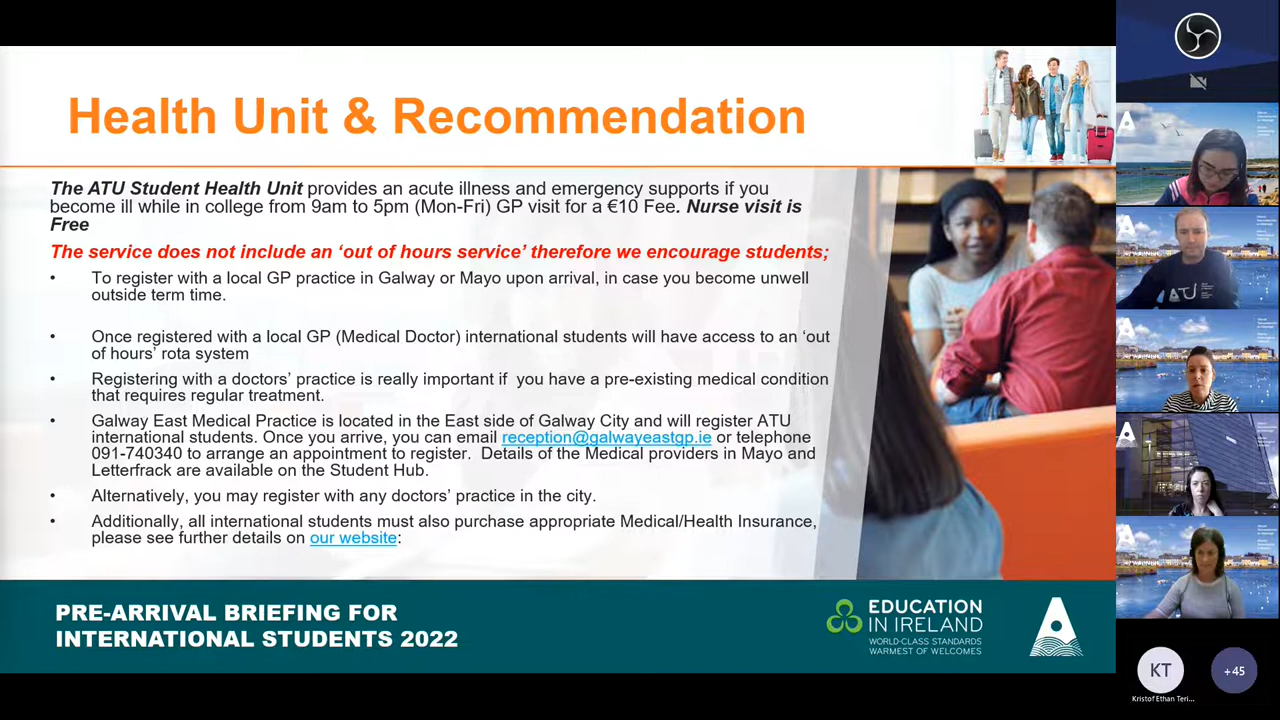 Health Unit & Recommendation
The ATU Student Health Unit provides an acute illness and emergency supports if you
become ill while in college from 9am to 5pm (Mon-Fri) GP visit for a €10 Fee. Nurse visit is
Free
The service does not include an ‘out of hours service’ therefore we encourage students;
• To register with a local GP practice in Galway or Mayo upon arrival, in case you become unwell
outside term time.
• Once registered with a local GP (Medical Doctor) international students will have access to an ‘out
of hours’ rota system
• Registering with a doctors’ practice is really important if you have a pre-existing medical condition
that requires regular treatment.
• Galway East Medical Practice is located in the East side of Galway City and will register ATU
international students. Once you arrive, you can email reception@galwayeastgp.ie or telephone
091-740340 to arrange an appointment to register. Details of the Medical providers in Mayo and
Letterfrack are available on the Student Hub.
• Alternatively, you may register with any doctors’ practice in the city.
• Additionally, all international students must also purchase appropriate Medical/Health Insurance,
please see further details on our website:
PRE-ARRIVAL BRIEFING FOR
INTERNATIONAL STUDENTS 2022
EDUCATION
IN IRELAND
WORLD-CLASS STANDARDS
WARMEST OF WELCOMES
ATU
KT
+45
Kristof Ethan Teri...